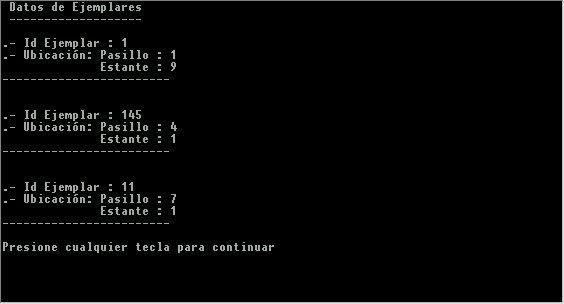 Datos de Ejemplares
-------------------
.- Id Ejemplar : 1
.- Ubicación: Pasillo : 1
Estante : 9
------------------------
.- Id Ejemplar : 145
.- Ubicación: Pasillo : 4
Estante : 1
------------------------
.- Id Ejemplar : 11
.- Ubicación: Pasillo : 7
Estante : 1
------------------------
Presione cualquier tecla para continuar